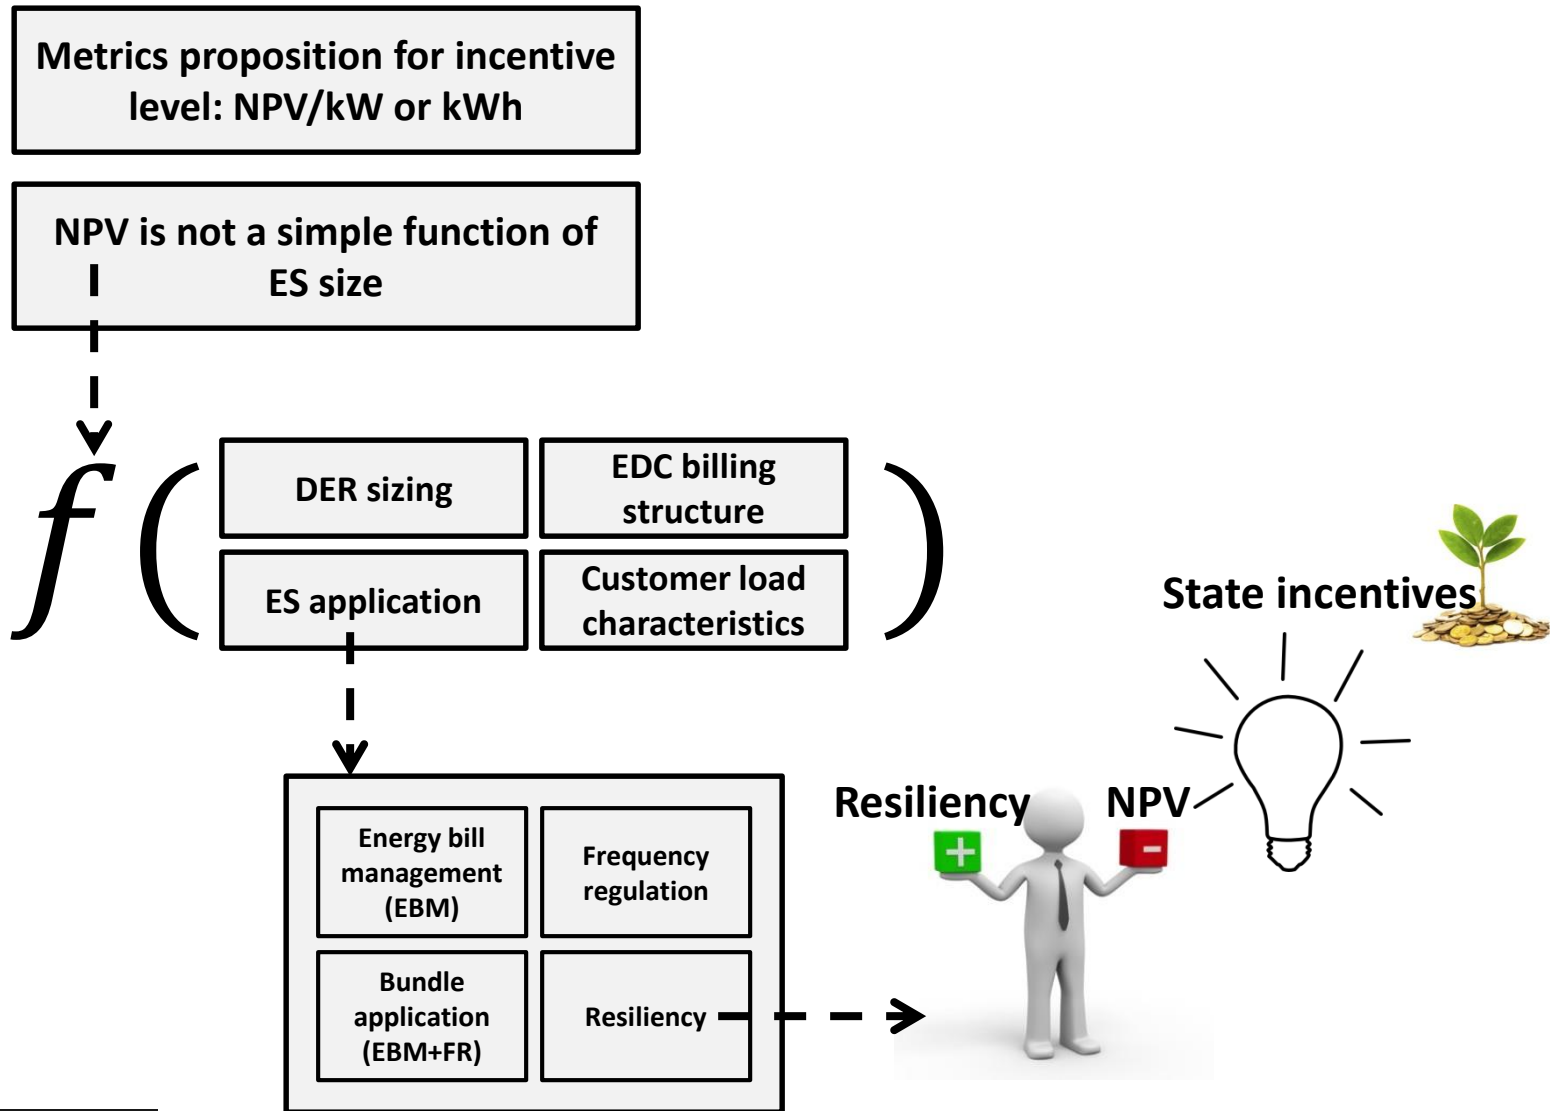 Metrics proposition for incentive
level: NPV/kW or kWh
NPV is not a simple function of
ES size
f (
DER sizing
EDC billing
structure
ES application
Customer load
characteristics
)
State incentives
Energy bill
management
(EBM)
Frequency
regulation
Bundle
application
(EBM+FR)
Resiliency
Resiliency
NPV
+
-